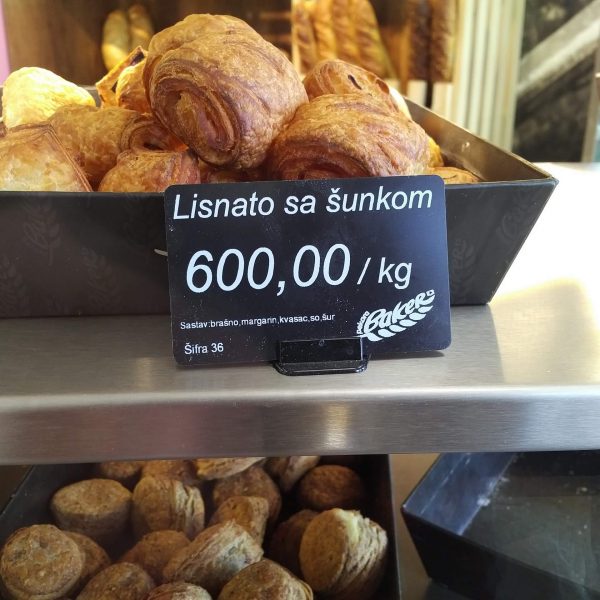 Lisnato sa šunkom
600,00 / kg
Sastav:brašno,margarin,kvasac,so,šur
Šifra 36
Baker